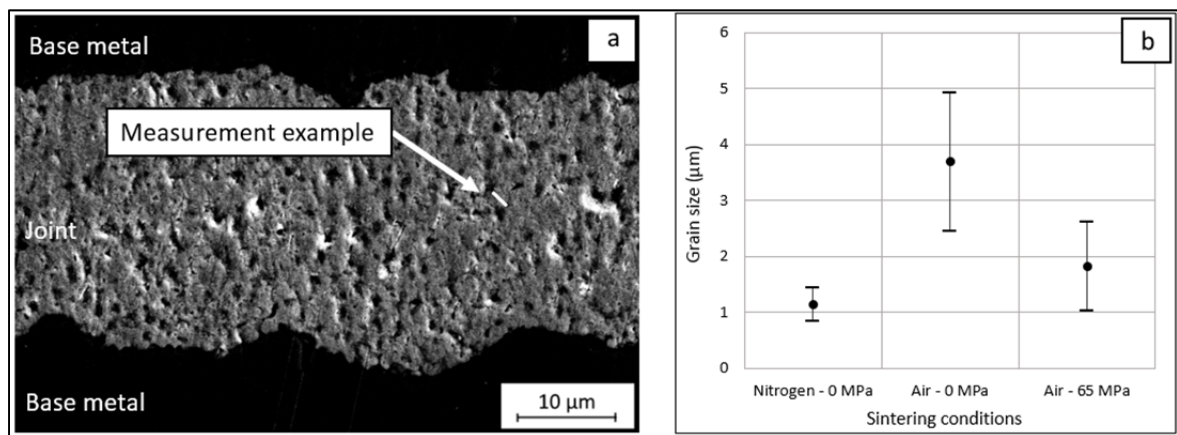 Base metal
a
Measurement example
Joint
Base metal
10 µm
b
Grain size (µm)
6
5
4
3
2
1
0
Nitrogen - 0 MPa
Air - 0 MPa
Air - 65 MPa
Sintering conditions